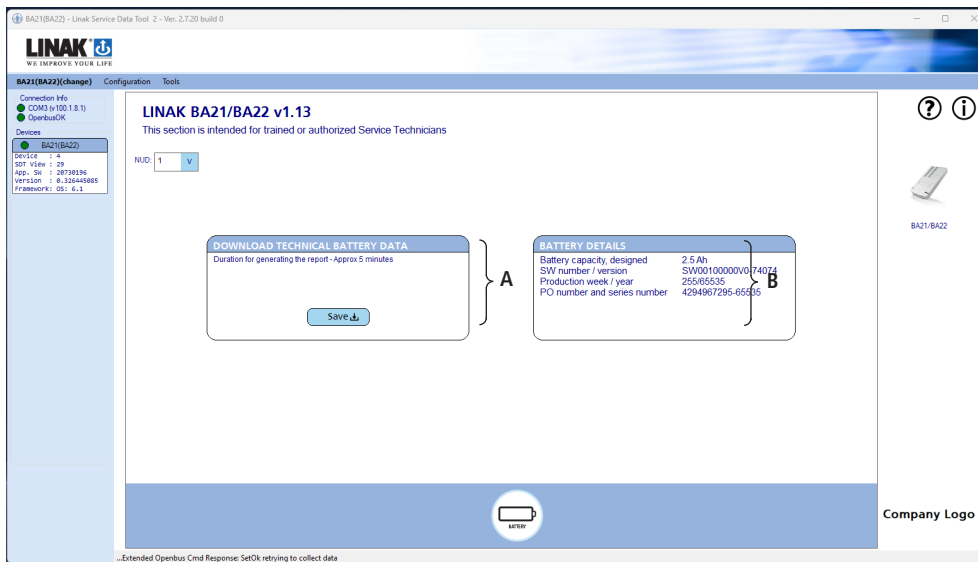 BA21(BA22) - Linak Service Data Tool 2 - Ver. 2.7.20 build 0
LINAK
WE IMPROVE YOUR LIFE
BA21(BA22)(change) Configuration Tools
Connection Info
COM3 (v100.1.8.1)
OpenbusOK
Devices
BA21(BA22)
Device : 4
SDT View : 29
App. SW : 20730196
Version : 0.326445085
Framework: OS: 6.1
LINAK BA21/BA22 v1.13
This section is intended for trained or authorized Service Technicians
NUD: 1 V
DOWNLOAD TECHNICAL BATTERY DATA
Duration for generating the report - Approx 5 minutes
Save
A
BATTERY DETAILS
Battery capacity, designed 2.5 Ah
SW number / version SW00100000V0-74074
Production week / year 255/65535
PO number and series number 4294967295-65535
B
BATTERY
? i
BA21/BA22
Company Logo
...Extended Openbus Cmd Response: SetOk retrying to collect data